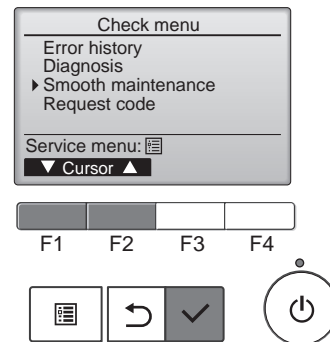 Check menu
Error history
Diagnosis
Smooth maintenance
Request code
Service menu:
▼ Cursor ▲
F1 F2 F3 F4